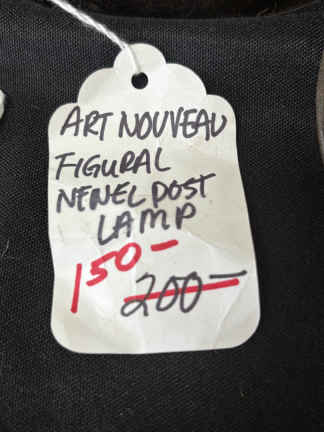 ART NOUVEAU
FIGURAL
NEWEL POST
LAMP
150-
200-